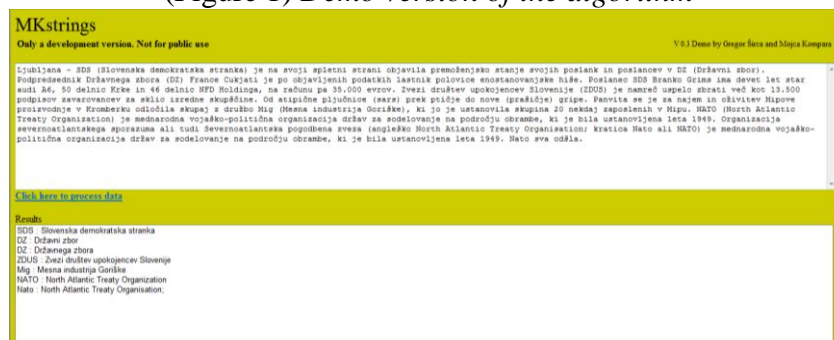 (Figure 1) Demo version of the algorithm
MKstrings
Only a development version. Not for public use
V 0.3 Demo by Gregor Širca and Mojca Kompara
Ljubljana - SDS (Slovenska demokratska stranka) je na svoji spletni strani objavila premoženjsko stanje svojih poslank in poslancev v DZ (Državni zbor).
Podpredsednik Državnega zbora (DZ) France Cukjati je po objavljenih podatkih lastnik polovice enostanovanjske hiše. Poslanec SDS Branko Grims ima devet let star
audi A6, 50 delnic Krke in 46 delnic NFD Holdinga, na računu pa 35.000 evrov. Zvezi društev upokojencev Slovenije (ZDUS) je namreč uspelo zbrati več kot 13.500
podpisov zavarovancev za sklic izredne skupščine. Od atipične pljučnice (sars) prek ptičje do nove (prašičje) gripe. Panvita se je za najem in oživitev Mipove
proizvodnje v Kromberku odločila skupaj z družbo Mig (Mesna industrija Goriške), ki jo je ustanovila skupina 20 nekdaj zaposlenih v Mipu. NATO (North Atlantic
Treaty Organization) je mednarodna vojaško-politična organizacija držav za sodelovanje na področju obrambe, ki je bila ustanovljena leta 1949. Organizacija
severnoatlantskega sporazuma ali tudi Severnoatlantska pogodbena zveza (angleško North Atlantic Treaty Organisation; kratica Nato ali NATO) je mednarodna vojaško-
politična organizacija držav za sodelovanje na področju obrambe, ki je bila ustanovljena leta 1949. Nato sva odšla.
Click here to process data
Results
SDS : Slovenska demokratska stranka
DZ : Državni zbor
DZ : Državnega zbora
ZDUS : Zvezi društev upokojencev Slovenije
Mig : Mesna industrija Goriške
NATO : North Atlantic Treaty Organization
Nato : North Atlantic Treaty Organisation;